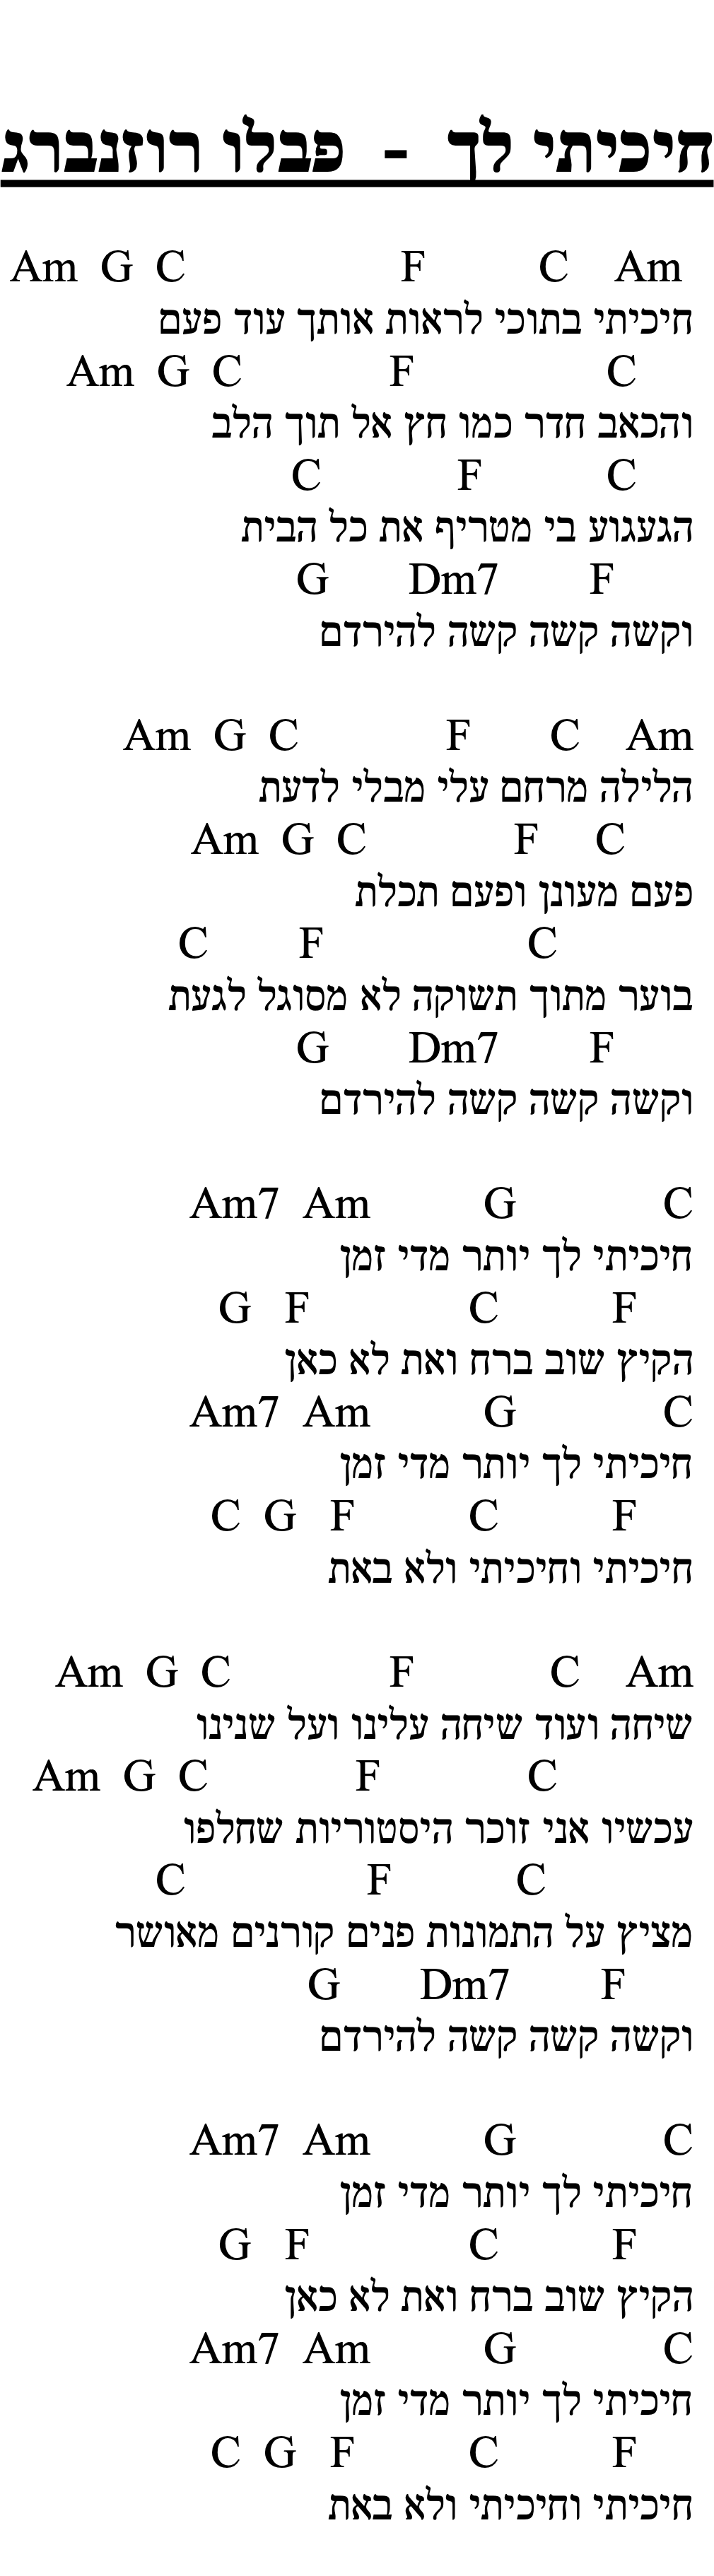 חיכיתי לך - פבלו רוזנברג
Am G C F C Am
חיכיתי בתוכי לראות אותך עוד פעם
Am G C F C
והכאב חדר כמו חץ אל תוך הלב
C F C
הגעגוע בי מטריף את כל הבית
G Dm7 F
וקשה קשה קשה להירדם
Am G C F C Am
הלילה מרחם עלי מבלי לדעת
Am G C F C
פעם מעונן ופעם תכלת
C F C
בוער מתוך תשוקה לא מסוגל לגעת
G Dm7 F
וקשה קשה קשה להירדם
Am7 Am G C
חיכיתי לך יותר מדי זמן
G F C F
הקיץ שוב ברח ואת לא כאן
Am7 Am G C
חיכיתי לך יותר מדי זמן
C G F C F
חיכיתי וחיכיתי ולא באת
Am G C F C Am
שיחה ועוד שיחה עלינו ועל שנינו
Am G C F C
עכשיו אני זוכר היסטוריות שחלפו
C F C
מציץ על התמונות פנים קורנים מאושר
G Dm7 F
וקשה קשה קשה להירדם
Am7 Am G C
חיכיתי לך יותר מדי זמן
G F C F
הקיץ שוב ברח ואת לא כאן
Am7 Am G C
חיכיתי לך יותר מדי זמן
C G F C F
חיכיתי וחיכיתי ולא באת